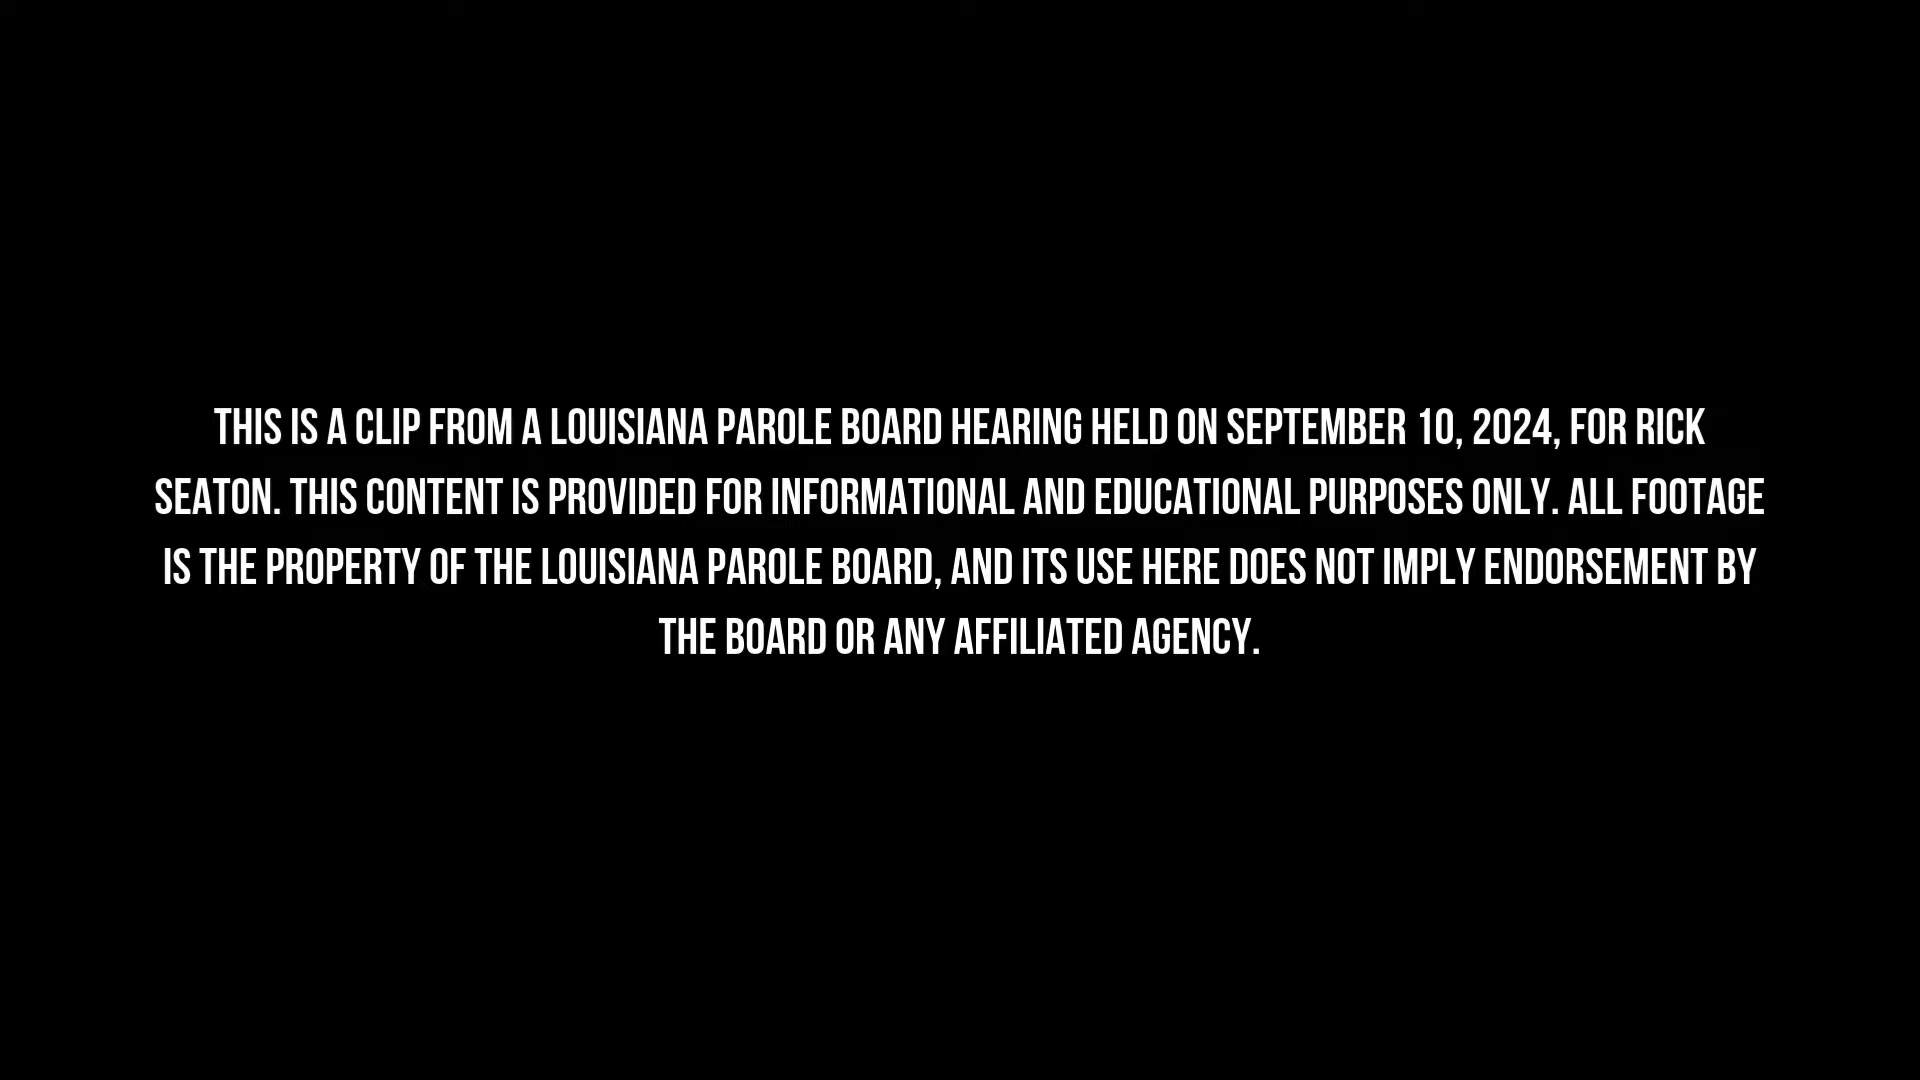 THIS IS A CLIP FROM A LOUISIANA PAROLE BOARD HEARING HELD ON SEPTEMBER 10, 2024, FOR RICK
SEATON. THIS CONTENT IS PROVIDED FOR INFORMATIONAL AND EDUCATIONAL PURPOSES ONLY. ALL FOOTAGE
IS THE PROPERTY OF THE LOUISIANA PAROLE BOARD, AND ITS USE HERE DOES NOT IMPLY ENDORSEMENT BY
THE BOARD OR ANY AFFILIATED AGENCY.